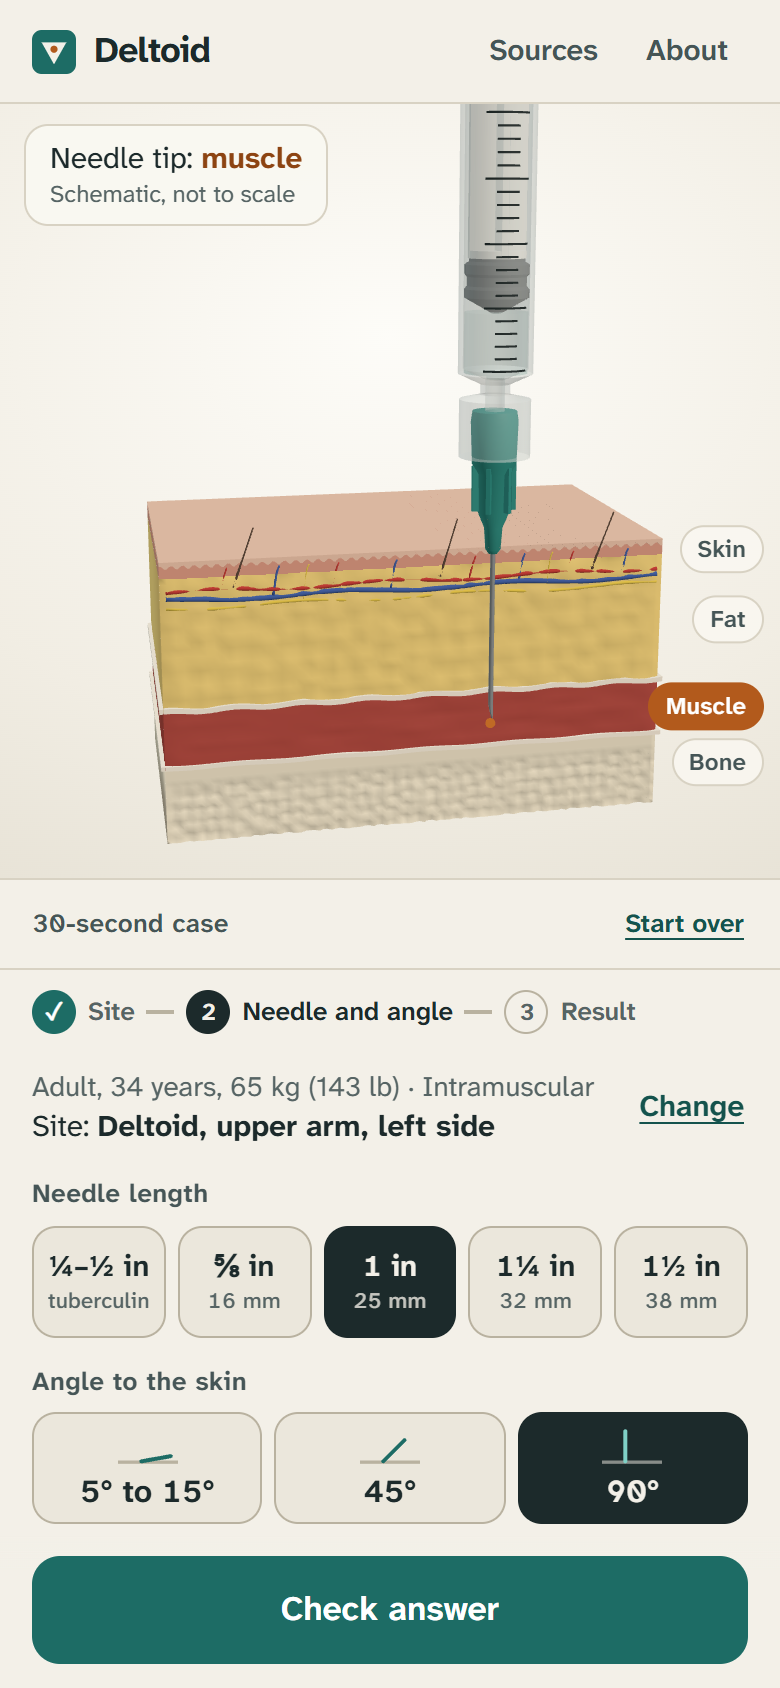 Deltoid
Sources
About
Needle tip: muscle
Schematic, not to scale
Skin
Fat
Muscle
Bone
30-second case
Start over
✓ Site
2 Needle and angle
3 Result
Adult, 34 years, 65 kg (143 lb) · Intramuscular
Site: Deltoid, upper arm, left side
Change
Needle length
¼–½ in
tuberculin
⅝ in
16 mm
1 in
25 mm
1¼ in
32 mm
1½ in
38 mm
Angle to the skin
5° to 15°
45°
90°
Check answer